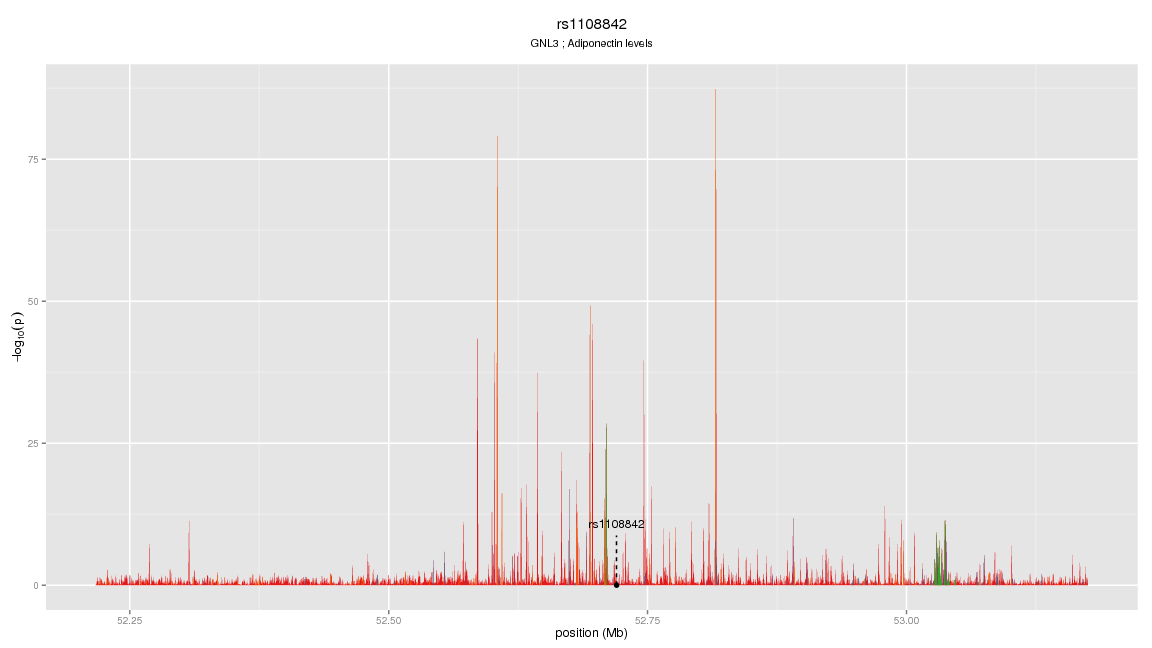 rs1108842
GNL3 ; Adiponectin levels
75
50
25
0
−log10(p)
rs1108842
52.25 52.50 52.75 53.00
position (Mb)